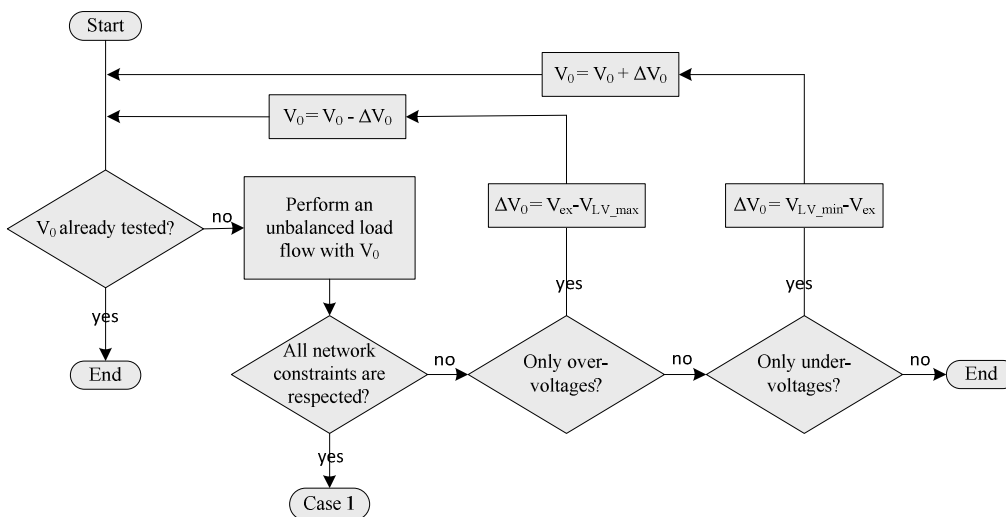 Start
V₀ = V₀ + ΔV₀
V₀ = V₀ - ΔV₀
V₀ already tested?
no
Perform an
unbalanced load
flow with V₀
ΔV₀ = V_ex-V_LV_max
ΔV₀ = V_LV_min-V_ex
yes
yes
yes
End
All network
constraints are
respected?
no
Only over-
voltages?
no
Only under-
voltages?
no
End
yes
Case 1